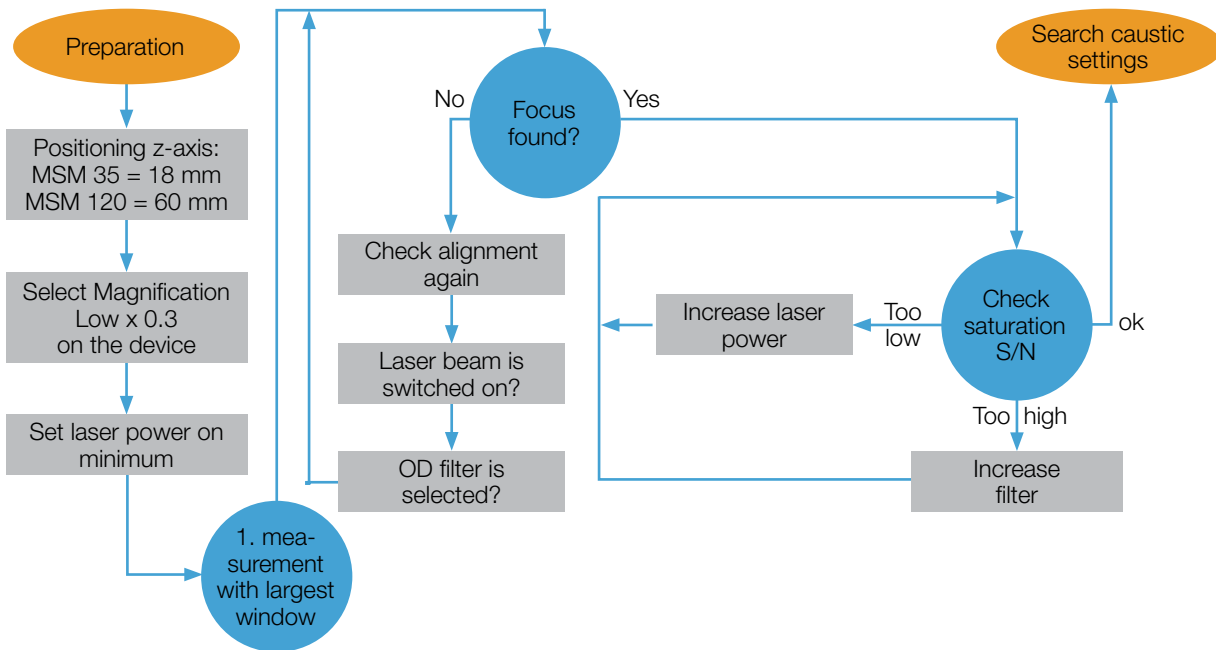 Preparation
Positioning z-axis:
MSM 35 = 18 mm
MSM 120 = 60 mm
Select Magnification
Low x 0.3
on the device
Set laser power on
minimum
1. mea-
surement
with largest
window
Focus
found?
No
Yes
Check alignment
again
Laser beam is
switched on?
OD filter is
selected?
Check
saturation
S/N
Too
low
Increase laser
power
Too high
Increase
filter
ok
Search caustic
settings